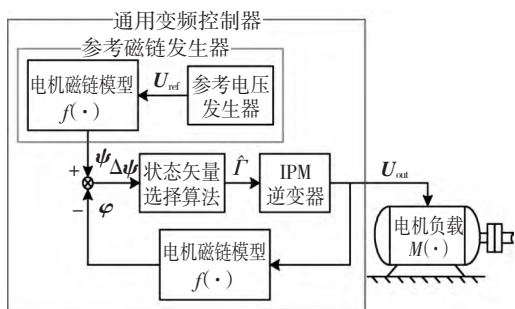 通用变频控制器
参考磁链发生器
电机磁链模型
f(·)
U_ref
参考电压
发生器
+
ψ
Δψ
状态矢量
选择算法
Γ̂
IPM
逆变器
U_out
−
φ
电机磁链模型
f(·)
电机负载
M(·)